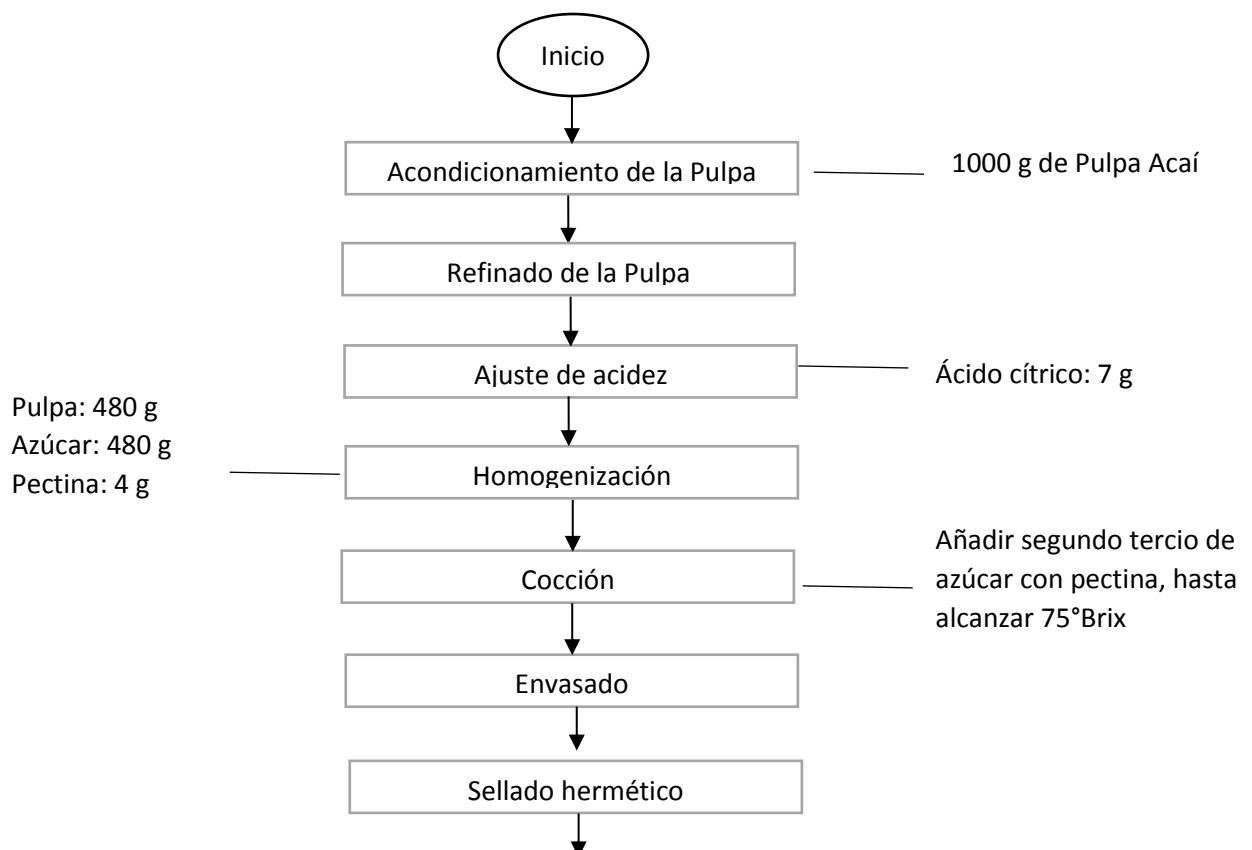 Inicio
Acondicionamiento de la Pulpa
1000 g de Pulpa Acaí
Refinado de la Pulpa
Ajuste de acidez
Ácido cítrico: 7 g
Pulpa: 480 g
Azúcar: 480 g
Pectina: 4 g
Homogenización
Cocción
Añadir segundo tercio de
azúcar con pectina, hasta
alcanzar 75°Brix
Envasado
Sellado hermético